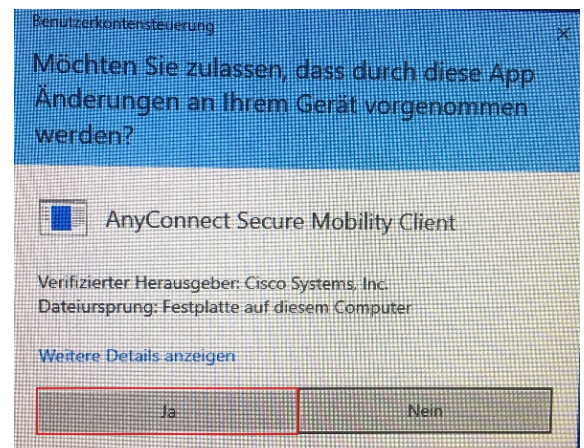 Benutzerkontensteuerung
Möchten Sie zulassen, dass durch diese App
Änderungen an Ihrem Gerät vorgenommen
werden?
AnyConnect Secure Mobility Client
Verifizierter Herausgeber: Cisco Systems, Inc.
Dateiursprung: Festplatte auf diesem Computer
Weitere Details anzeigen
Ja
Nein